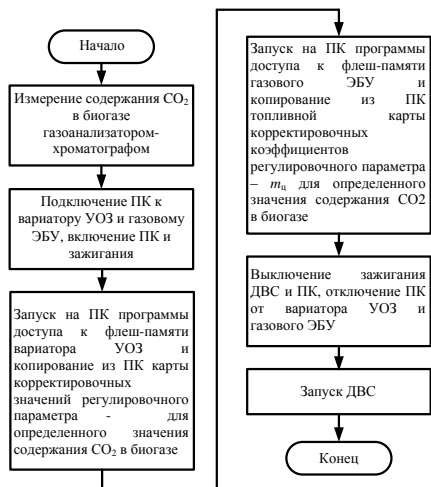 Начало
Измерение содержания CO₂
в биогазе
газоанализатором-
хроматографом
Подключение ПК к
вариатору УОЗ и газовому
ЭБУ, включение ПК и
зажигания
Запуск на ПК программы
доступа к флеш-памяти
вариатора УОЗ и
копирование из ПК карты
корректировочных
значений регулировочного
параметра - для
определенного значения
содержания CO₂ в биогазе
Запуск на ПК программы
доступа к флеш-памяти
газового ЭБУ и
копирование из ПК
топливной карты
корректировочных
коэффициентов
регулировочного параметра
– mц для определенного
значения содержания СО2
в биогазе
Выключение зажигания
ДВС и ПК, отключение ПК
от вариатора УОЗ и
газового ЭБУ
Запуск ДВС
Конец